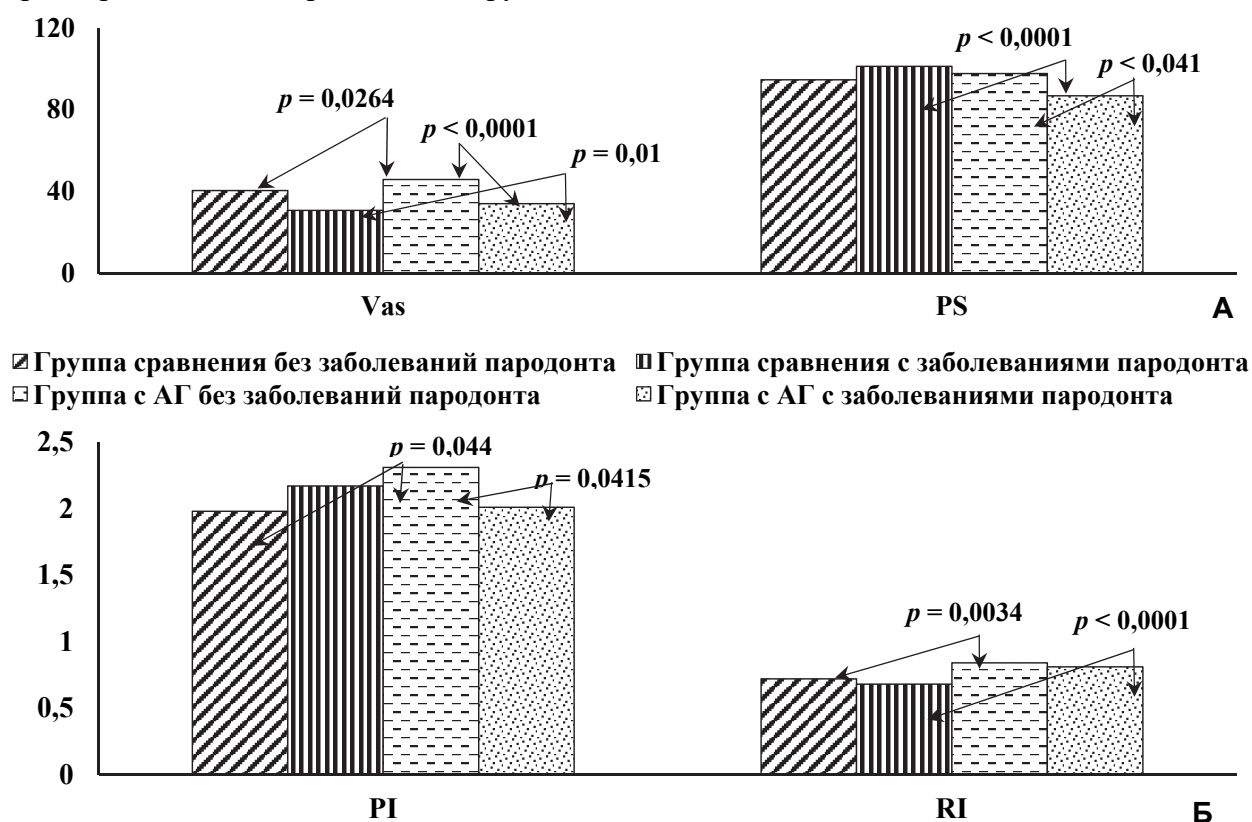 120
p < 0,0001
p < 0,041
80
p = 0,0264
p < 0,0001
p = 0,01
40
0
Vas
PS
А
Группа сравнения без заболеваний пародонта
Группа сравнения с заболеваниями пародонта
Группа с АГ без заболеваний пародонта
Группа с АГ с заболеваниями пародонта
2,5
p = 0,044
p = 0,0415
2
1,5
1
p = 0,0034
p < 0,0001
0,5
0
PI
RI
Б